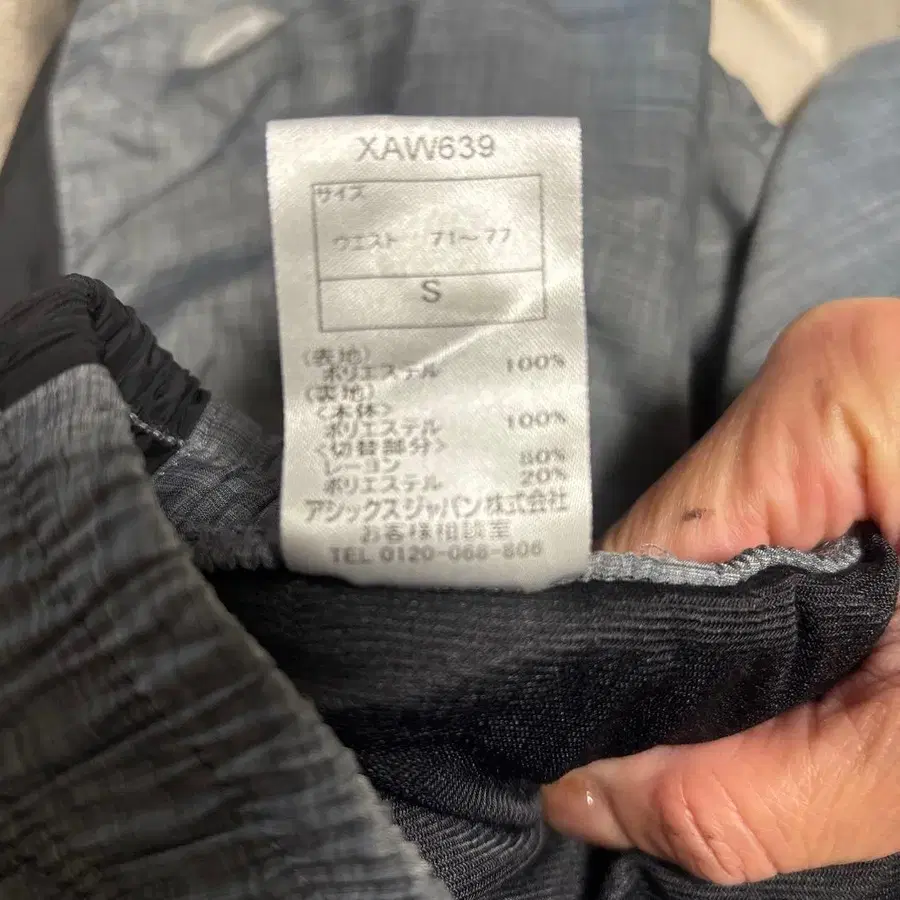 XAW639
サイズ
ウエスト 71〜77
S
(表地)
ポリエステル 100%
(裏地)
<本体>
ポリエステル 100%
<切替部分>
レーヨン 80%
ポリエステル 20%
アシックスジャパン株式会社
お客様相談室
TEL 0120-068-806